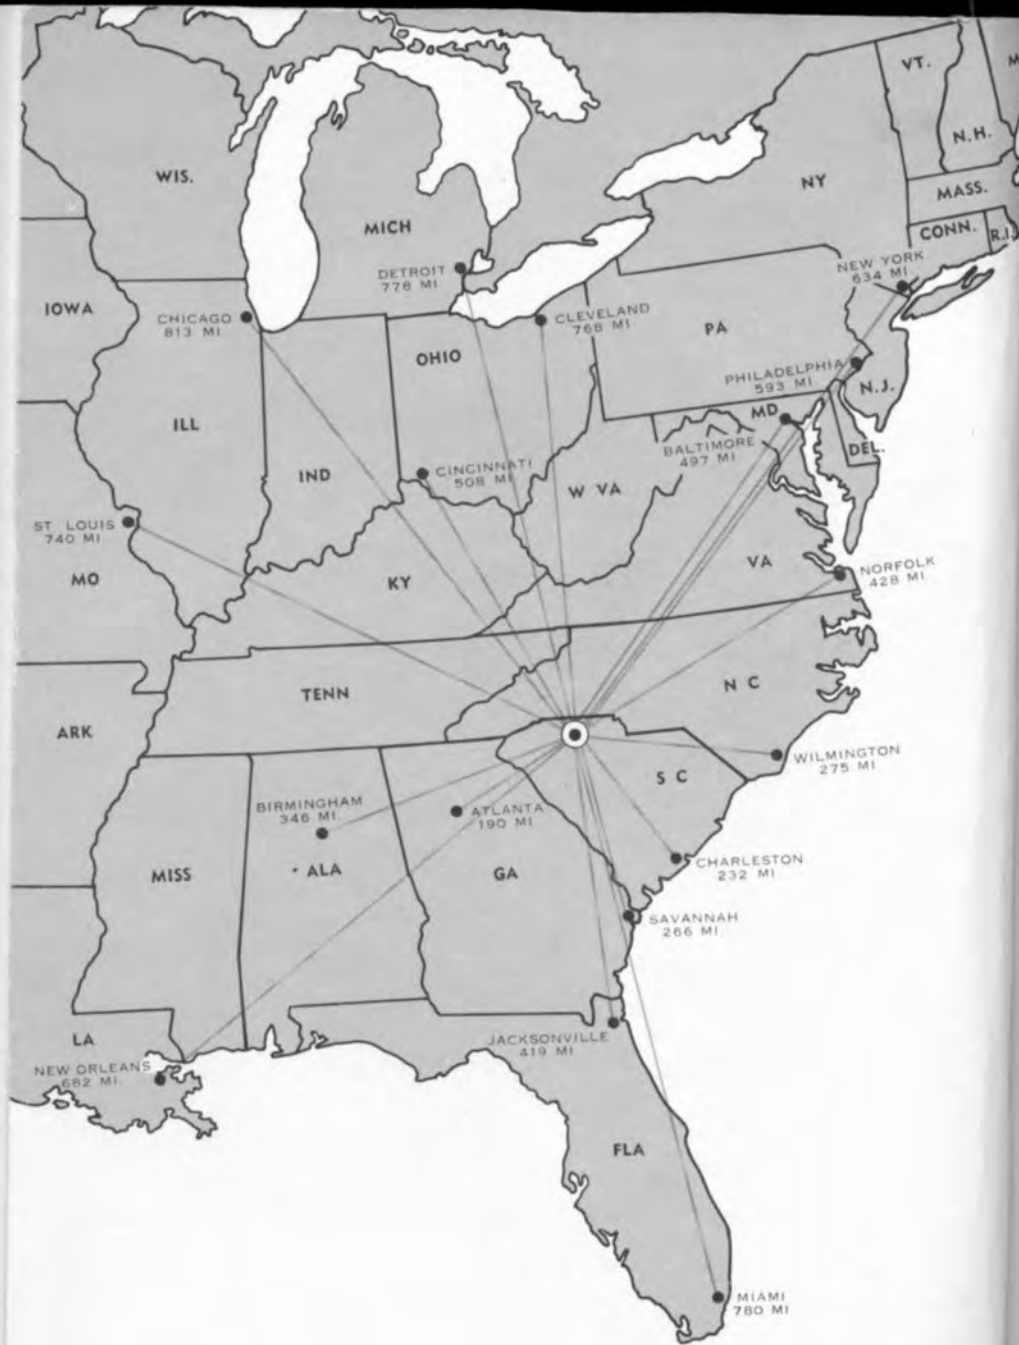 VT.
M
N.H.
WIS.
NY
MASS.
MICH
CONN.
R.I.
DETROIT
778 MI.
NEW YORK
634 MI.
IOWA
CHICAGO
813 MI
CLEVELAND
768 MI.
PA
OHIO
PHILADELPHIA
593 MI.
N.J.
MD
ILL
BALTIMORE
497 MI
DEL.
IND
CINCINNATI
508 MI
W VA
ST. LOUIS
740 MI
MO
KY
VA
NORFOLK
428 MI
TENN
N C
ARK
WILMINGTON
275 MI
S C
BIRMINGHAM
346 MI.
ATLANTA
190 MI
MISS
ALA
GA
CHARLESTON
232 MI
SAVANNAH
266 MI
LA
JACKSONVILLE
419 MI
NEW ORLEANS
682 MI.
FLA
MIAMI
780 MI